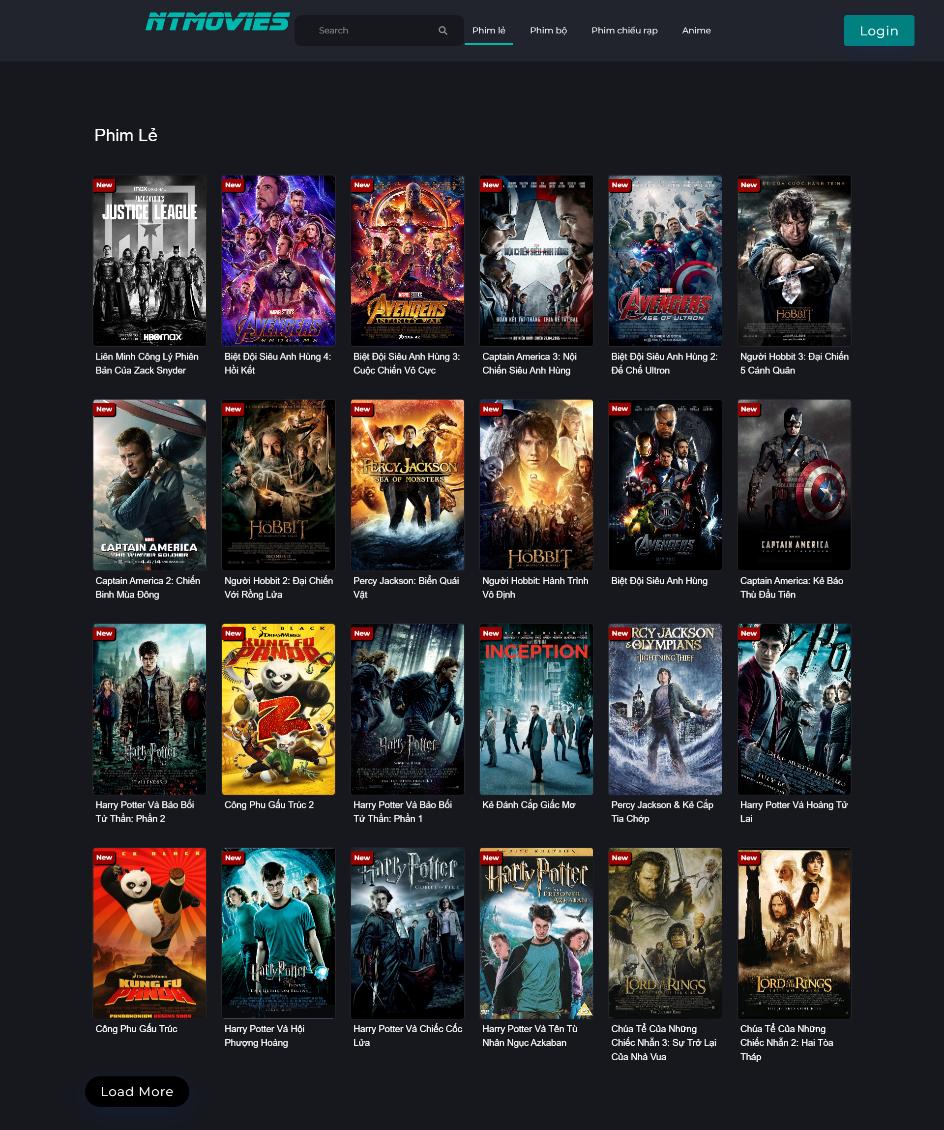 NTMOVIES
Search
Phim lẻ
Phim bộ
Phim chiếu rạp
Anime
Login
Phim Lẻ
New
JUSTICE LEAGUE
HBOmax
New
AVENGERS
New
AVENGERS
INFINITY WAR
New
New
AVENGERS
AGE OF ULTRON
New
HOBBIT
Liên Minh Công Lý Phiên
Bản Của Zack Snyder
Biệt Đội Siêu Anh Hùng 4:
Hồi Kết
Biệt Đội Siêu Anh Hùng 3:
Cuộc Chiến Vô Cực
Captain America 3: Nội
Chiến Siêu Anh Hùng
Biệt Đội Siêu Anh Hùng 2:
Đế Chế Ultron
Người Hobbit 3: Đại Chiến
5 Cánh Quân
New
CAPTAIN AMERICA
THE WINTER SOLDIER
New
HOBBIT
New
PERCY JACKSON
SEA OF MONSTERS
New
HOBBIT
New
AVENGERS
New
CAPTAIN AMERICA
Captain America 2: Chiến
Binh Mùa Đông
Người Hobbit 2: Đại Chiến
Với Rồng Lửa
Percy Jackson: Biển Quái
Vật
Người Hobbit: Hành Trình
Vô Định
Biệt Đội Siêu Anh Hùng
Captain America: Kẻ Báo
Thù Đầu Tiên
New
Harry Potter
New
CK BLACK
DreamWorks
KUNG FU
PANDA
2
New
Harry Potter
New
INCEPTION
New
RCY JACKSON
& OLYMPIANS
LIGHTNING THIEF
New
Harry Potter Và Bảo Bối
Tử Thần: Phần 2
Công Phu Gấu Trúc 2
Harry Potter Và Bảo Bối
Tử Thần: Phần 1
Kẻ Đánh Cắp Giấc Mơ
Percy Jackson & Kẻ Cắp
Tia Chớp
Harry Potter Và Hoàng Tử
Lai
New
CK BLACK
DreamWorks
KUNG FU
PANDA
New
Harry Potter
New
Harry Potter
New
Harry Potter
PRISONER
AZKABAN
New
THE LORD OF THE RINGS
New
THE LORD OF THE RINGS
Công Phu Gấu Trúc
Harry Potter Và Hội
Phượng Hoàng
Harry Potter Và Chiếc Cốc
Lửa
Harry Potter Và Tên Tù
Nhân Ngục Azkaban
Chúa Tể Của Những
Chiếc Nhẫn 3: Sự Trở Lại
Của Nhà Vua
Chúa Tể Của Những
Chiếc Nhẫn 2: Hai Tòa
Tháp
Load More